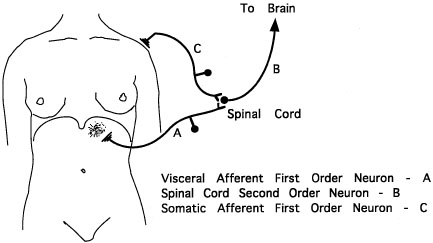 To Brain
C
B
Spinal Cord
A
Visceral Afferent First Order Neuron - A
Spinal Cord Second Order Neuron - B
Somatic Afferent First Order Neuron - C